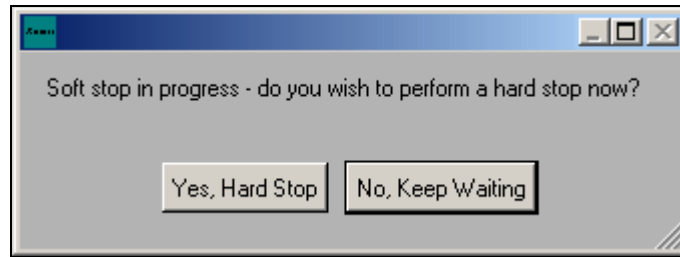 Soft stop in progress - do you wish to perform a hard stop now?
Yes, Hard Stop
No, Keep Waiting